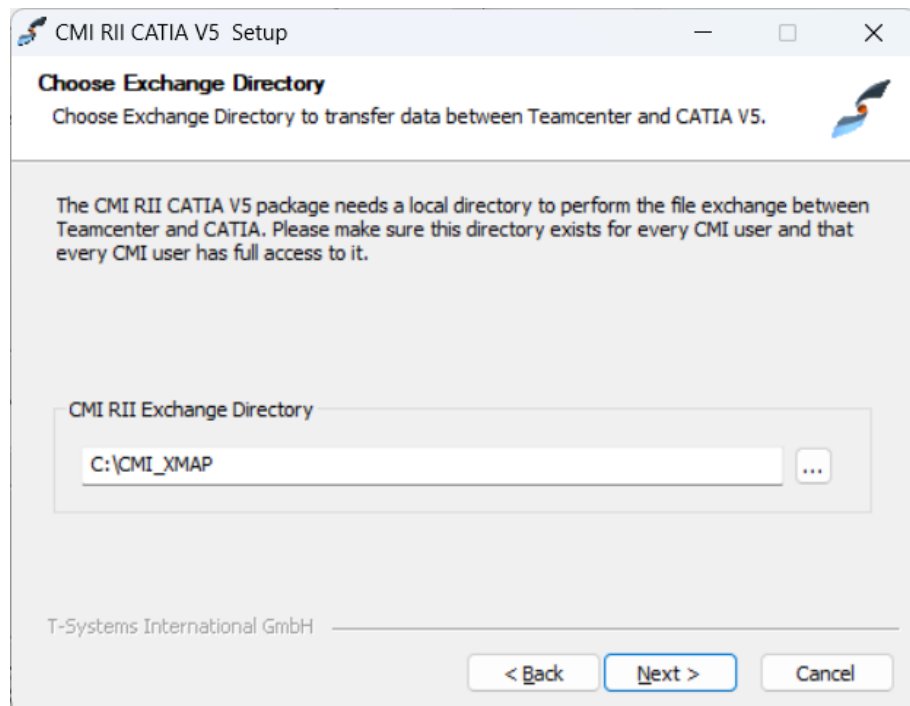 CMI RII CATIA V5  Setup
Choose Exchange Directory
Choose Exchange Directory to transfer data between Teamcenter and CATIA V5.
The CMI RII CATIA V5 package needs a local directory to perform the file exchange between
Teamcenter and CATIA. Please make sure this directory exists for every CMI user and that
every CMI user has full access to it.
CMI RII Exchange Directory
C:\CMI_XMAP
...
T-Systems International GmbH
< Back
Next >
Cancel